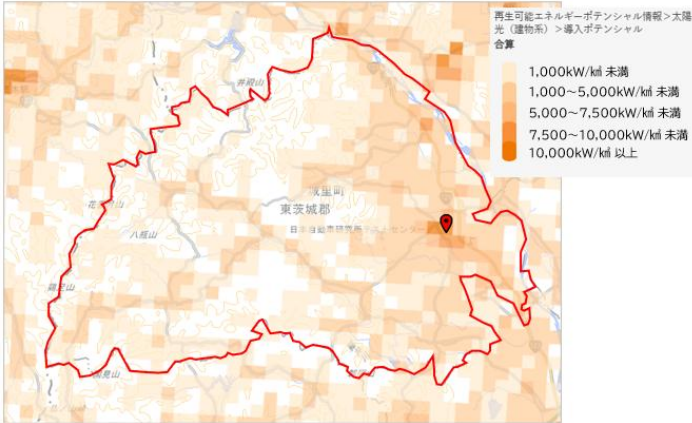 再生可能エネルギーポテンシャル情報>太陽
光（建物系）>導入ポテンシャル
合算
1,000kW/㎢ 未満
1,000～5,000kW/㎢ 未満
5,000～7,500kW/㎢ 未満
7,500～10,000kW/㎢ 未満
10,000kW/㎢ 以上
城里町
東茨城郡
八瓶山